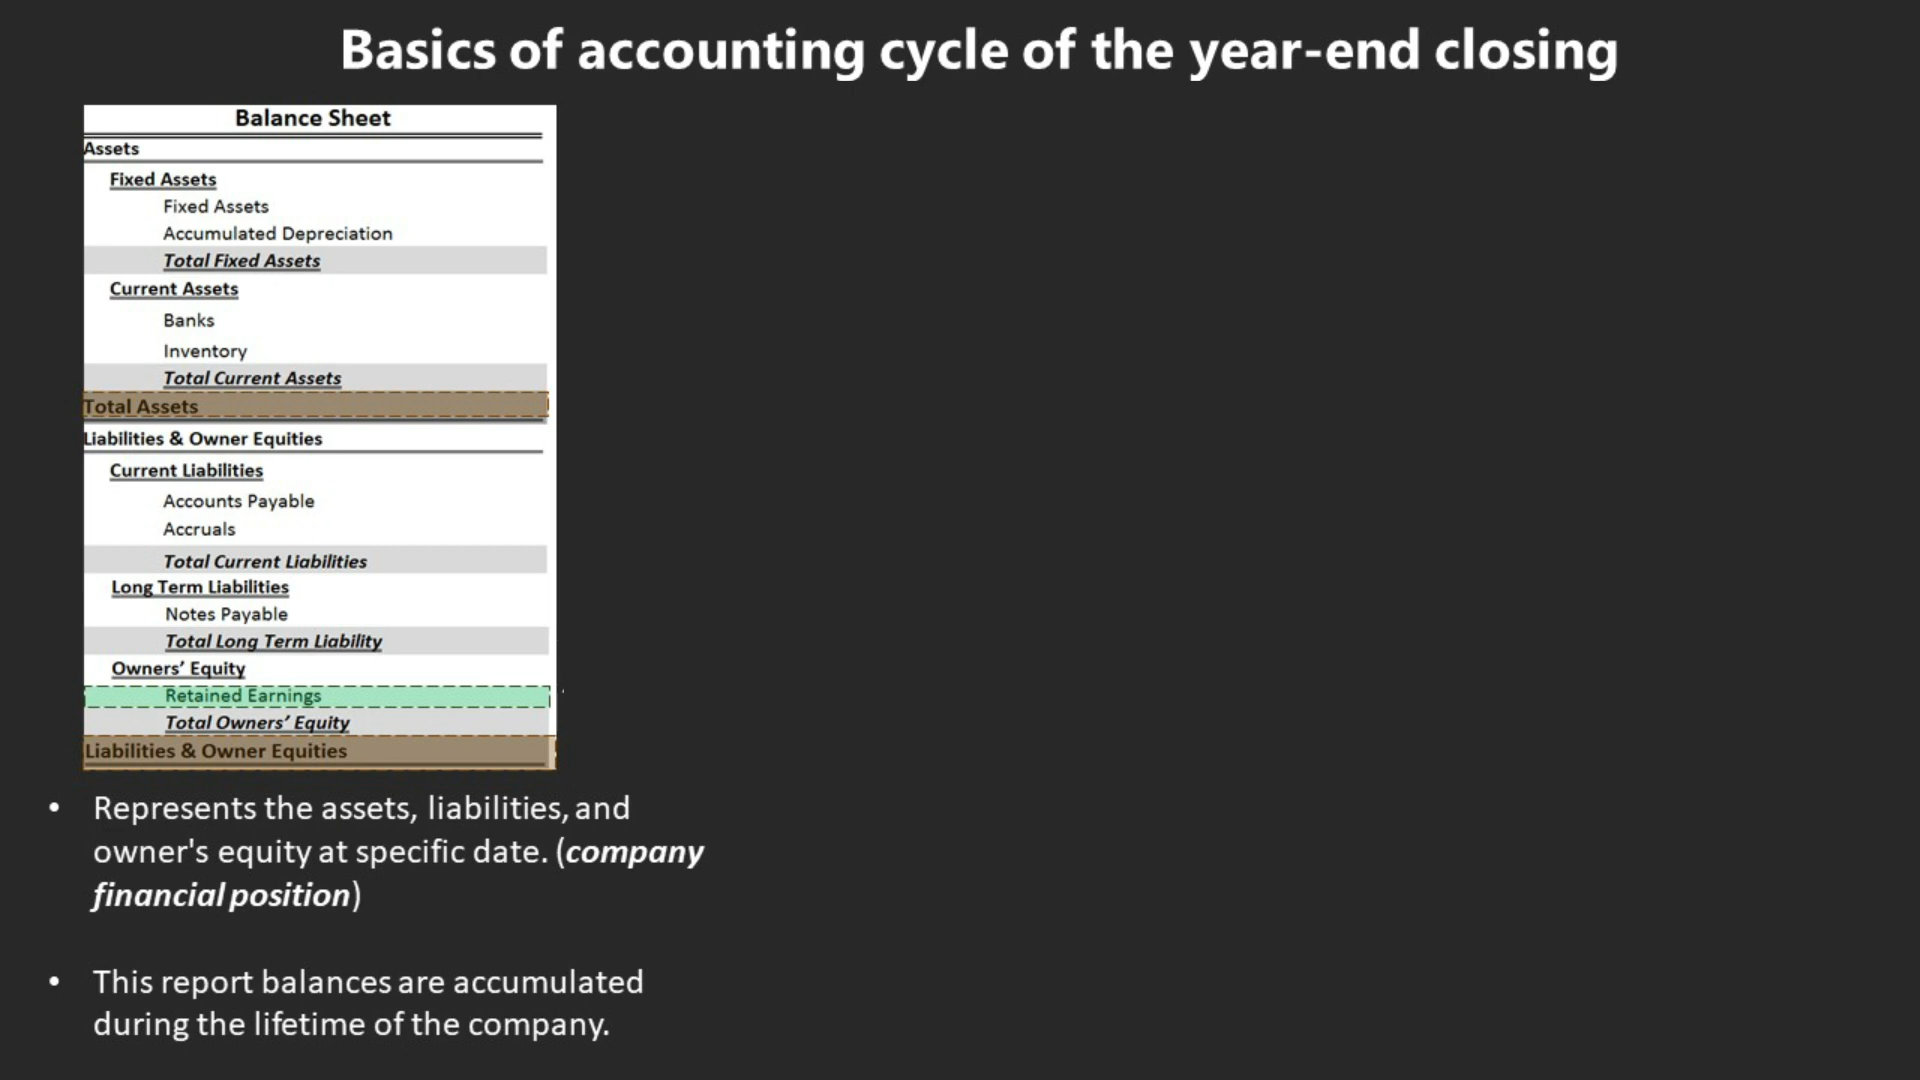 Basics of accounting cycle of the year-end closing
Balance Sheet
Assets
Fixed Assets
Fixed Assets
Accumulated Depreciation
Total Fixed Assets
Current Assets
Banks
Inventory
Total Current Assets
Total Assets
Liabilities & Owner Equities
Current Liabilities
Accounts Payable
Accruals
Total Current Liabilities
Long Term Liabilities
Notes Payable
Total Long Term Liability
Owners’ Equity
Retained Earnings
Total Owners’ Equity
Liabilities & Owner Equities
• Represents the assets, liabilities, and
owner's equity at specific date. (company
financial position)
• This report balances are accumulated
during the lifetime of the company.